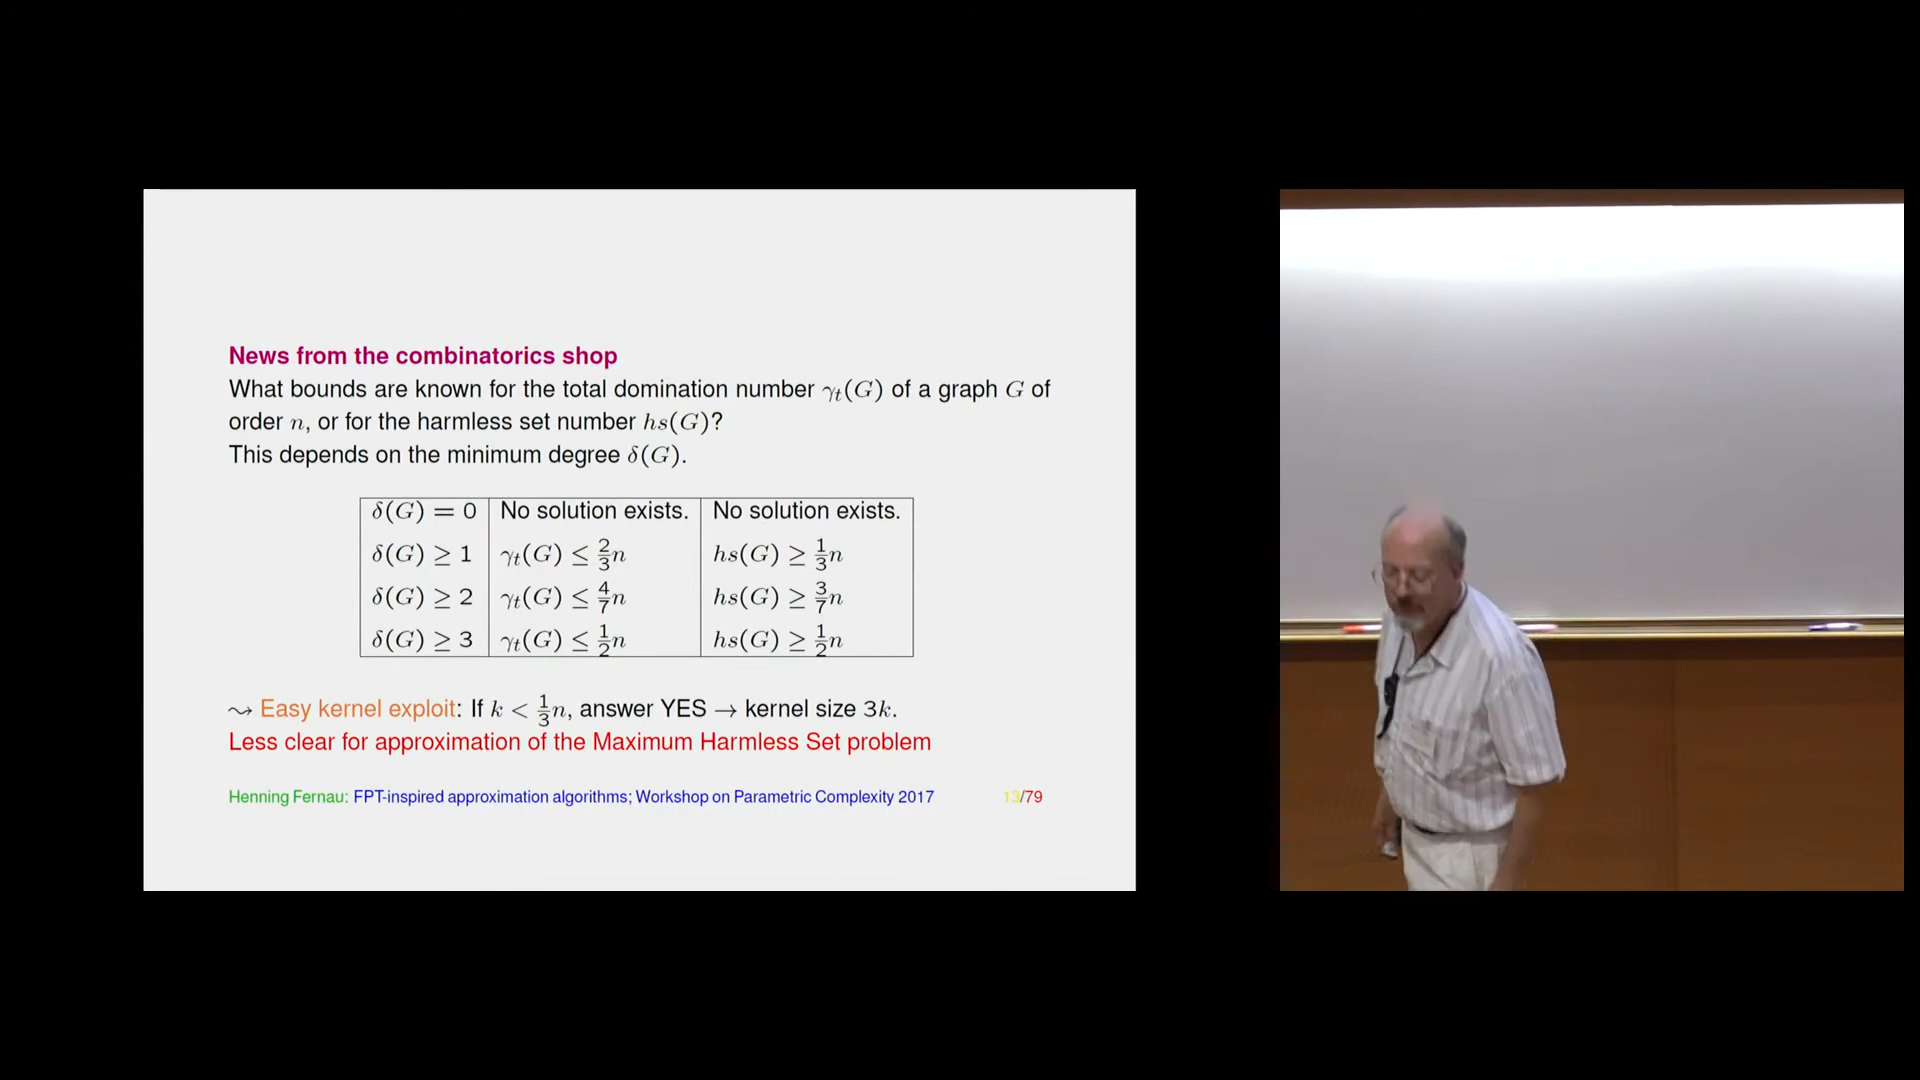 News from the combinatorics shop
What bounds are known for the total domination number γₜ(G) of a graph G of
order n, or for the harmless set number hs(G)?
This depends on the minimum degree δ(G).
δ(G) = 0 No solution exists. No solution exists.
δ(G) ≥ 1 γₜ(G) ≤ 2/3 n hs(G) ≥ 1/3 n
δ(G) ≥ 2 γₜ(G) ≤ 4/7 n hs(G) ≥ 3/7 n
δ(G) ≥ 3 γₜ(G) ≤ 1/2 n hs(G) ≥ 1/2 n
⤳ Easy kernel exploit: If k < 1/3 n, answer YES → kernel size 3k.
Less clear for approximation of the Maximum Harmless Set problem
Henning Fernau: FPT-inspired approximation algorithms; Workshop on Parametric Complexity 2017 13/79